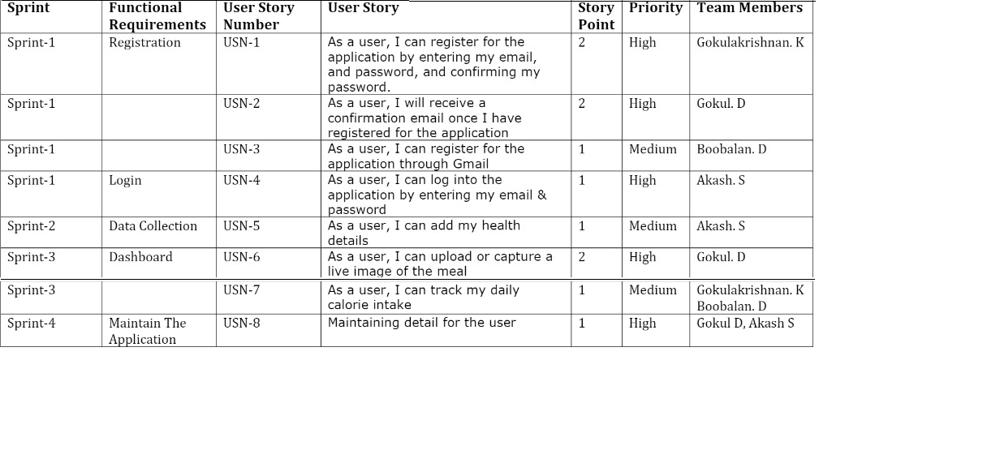 Sprint Functional Requirements User Story Number User Story Story Point Priority Team Members
Sprint-1 Registration USN-1 As a user, I can register for the 2 High Gokulakrishnan. K
application by entering my email,
and password, and confirming my
password.
Sprint-1 USN-2 As a user, I will receive a 2 High Gokul. D
confirmation email once I have
registered for the application
Sprint-1 USN-3 As a user, I can register for the 1 Medium Boobalan. D
application through Gmail
Sprint-1 Login USN-4 As a user, I can log into the 1 High Akash. S
application by entering my email &
password
Sprint-2 Data Collection USN-5 As a user, I can add my health 1 Medium Akash. S
details
Sprint-3 Dashboard USN-6 As a user, I can upload or capture a 2 High Gokul. D
live image of the meal
Sprint-3 USN-7 As a user, I can track my daily 1 Medium Gokulakrishnan. K
calorie intake Boobalan. D
Sprint-4 Maintain The USN-8 Maintaining detail for the user 1 High Gokul D, Akash S
Application